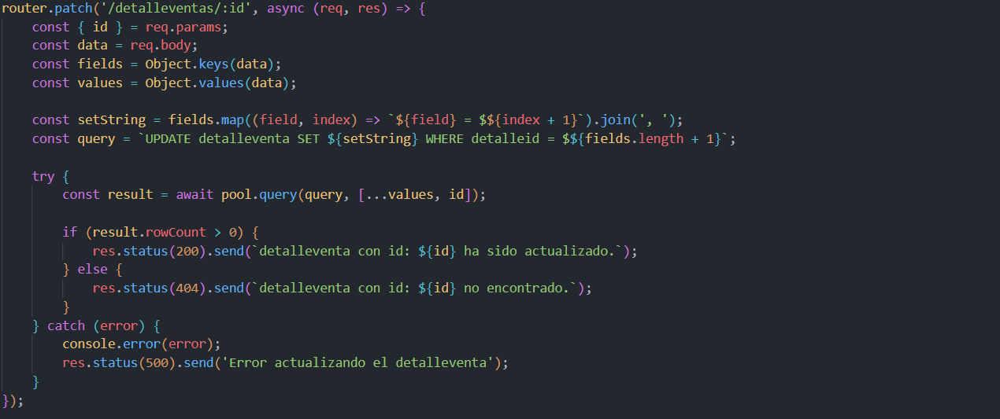 router.patch('/detalleventas/:id', async (req, res) => {
    const { id } = req.params;
    const data = req.body;
    const fields = Object.keys(data);
    const values = Object.values(data);

    const setString = fields.map((field, index) => `${field} = $${index + 1}`).join(', ');
    const query = `UPDATE detalleventa SET ${setString} WHERE detalleid = $${fields.length + 1}`;

    try {
        const result = await pool.query(query, [...values, id]);

        if (result.rowCount > 0) {
            res.status(200).send(`detalleventa con id: ${id} ha sido actualizado.`);
        } else {
            res.status(404).send(`detalleventa con id: ${id} no encontrado.`);
        }
    } catch (error) {
        console.error(error);
        res.status(500).send('Error actualizando el detalleventa');
    }
});